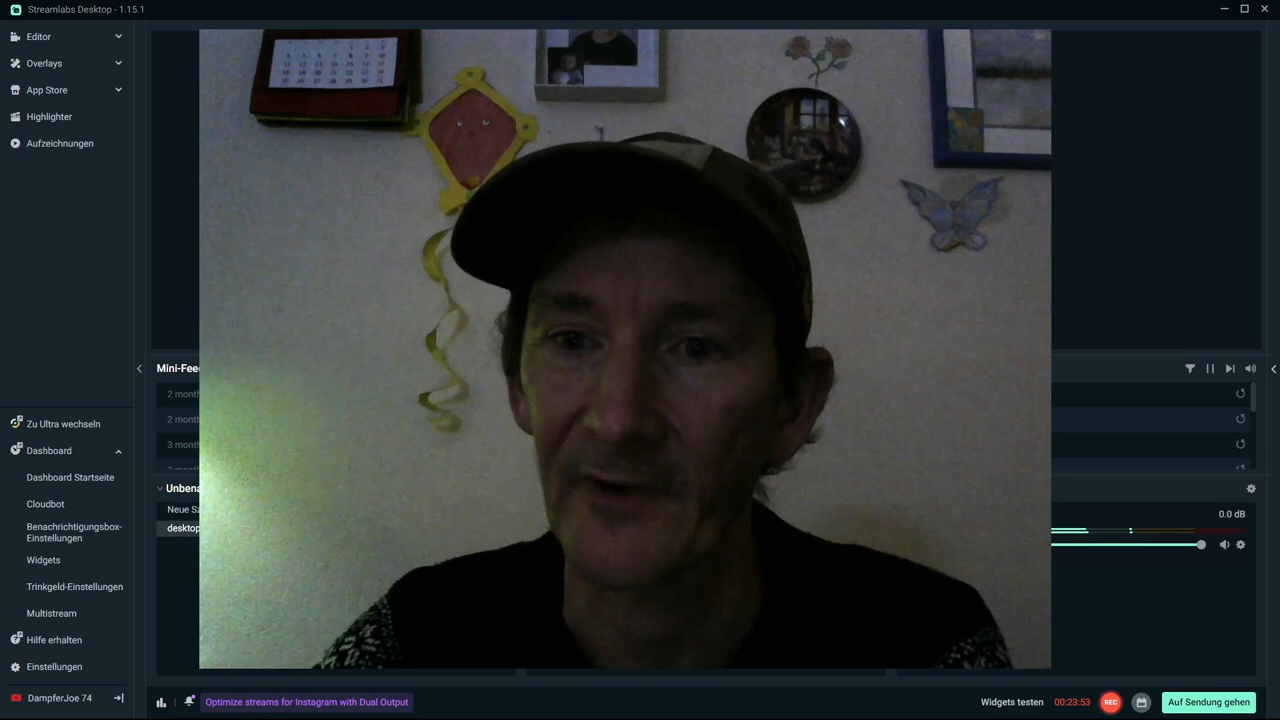 Streamlabs Desktop - 1.15.1
Editor
Overlays
App Store
Highlighter
Aufzeichnungen
Mini-Fee
2 month
2 month
3 month
Zu Ultra wechseln
Dashboard
Dashboard Startseite
Cloudbot
Benachrichtigungsbox-
Einstellungen
Widgets
Trinkgeld-Einstellungen
Multistream
Hilfe erhalten
Einstellungen
DampferJoe 74
Unbena
Neue Sz
desktop
0.0 dB
Optimize streams for Instagram with Dual Output
Widgets testen
00:23:53
REC
Auf Sendung gehen